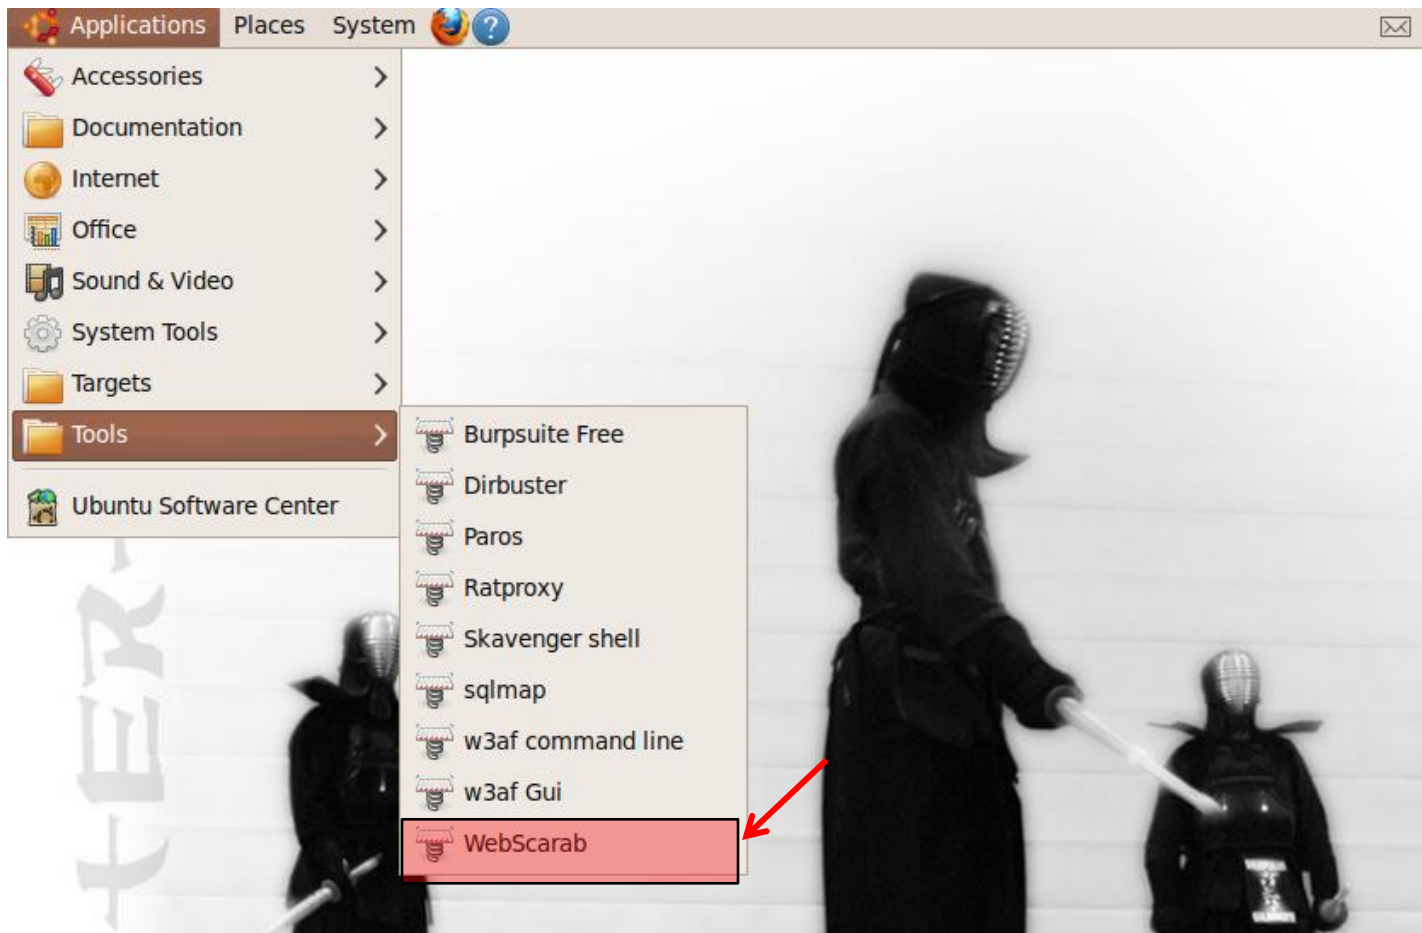 Applications Places System ?
Accessories
Documentation
Internet
Office
Sound & Video
System Tools
Targets
Tools
Ubuntu Software Center
Burpsuite Free
Dirbuster
Paros
Ratproxy
Skavenger shell
sqlmap
w3af command line
w3af Gui
WebScarab